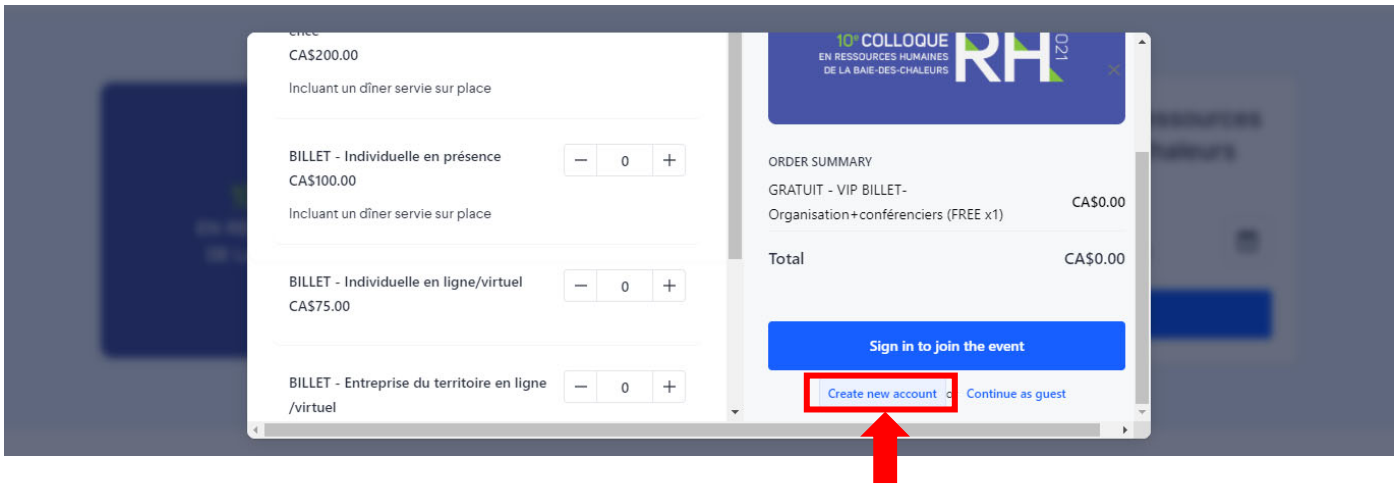 CA$200.00
Incluant un dîner servie sur place
BILLET - Individuelle en présence
CA$100.00
Incluant un dîner servie sur place
0
BILLET - Individuelle en ligne/virtuel
CA$75.00
0
BILLET - Entreprise du territoire en ligne
/virtuel
0
10e COLLOQUE
EN RESSOURCES HUMAINES
DE LA BAIE-DES-CHALEURS
RH
021
ORDER SUMMARY
GRATUIT - VIP BILLET-
Organisation+conférenciers (FREE x1)
CA$0.00
Total
CA$0.00
Sign in to join the event
Create new account
Continue as guest